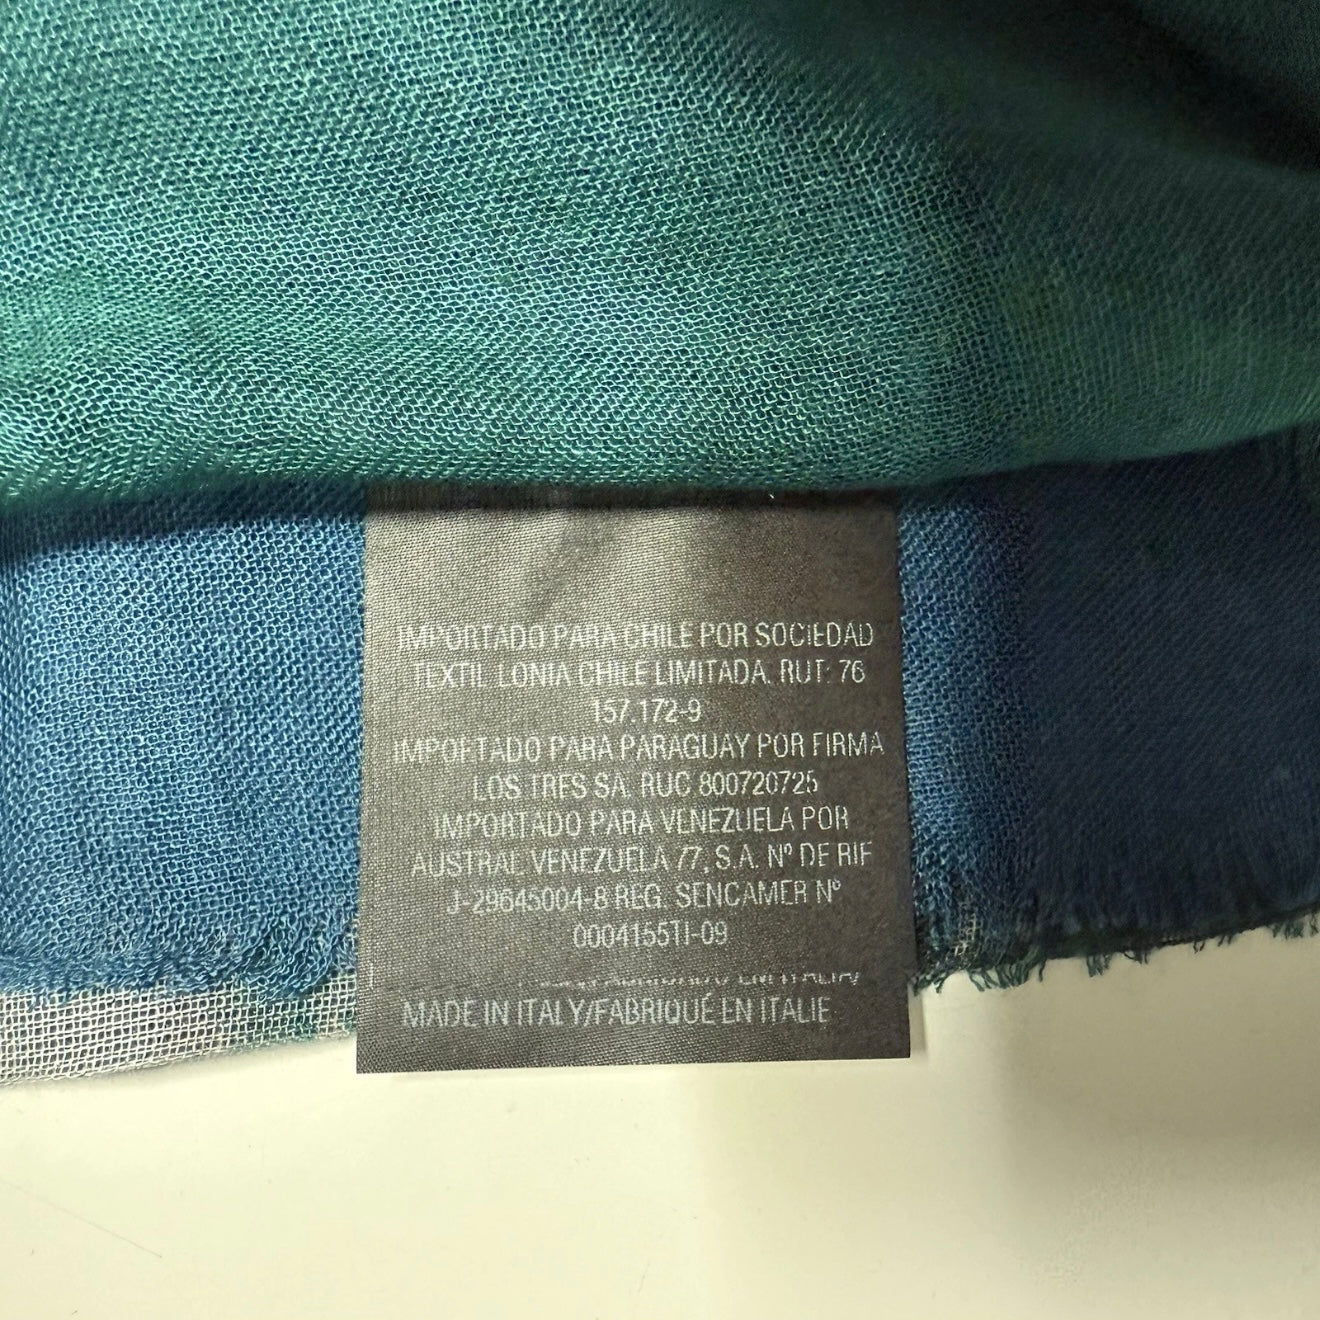 IMPORTADO PARA CHILE POR SOCIEDAD
TEXTIL LONIA CHILE LIMITADA. RUT: 76
157.172-9
IMPORTADO PARA PARAGUAY POR FIRMA
LOS TRES SA. RUC 800720725
IMPORTADO PARA VENEZUELA POR
AUSTRAL VENEZUELA 77, S.A. Nº DE RIF
J-29645004-8 REG. SENCAMER Nº
000415511-09
MADE IN ITALY/FABRIQUÉ EN ITALIE